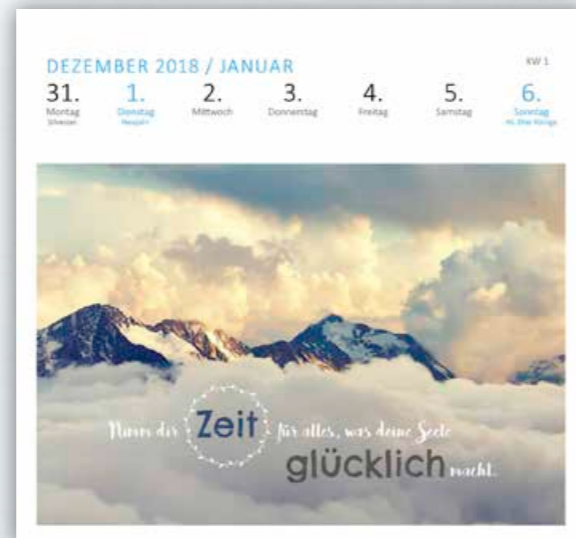 DEZEMBER 2018 / JANUAR
KW 1
31. 1. 2. 3. 4. 5. 6.
Montag Dienstag Mittwoch Donnerstag Freitag Samstag Sonntag
Silvester Neujahr Hl. Drei Könige
Nimm dir Zeit für alles, was deine Seele
glücklich macht.